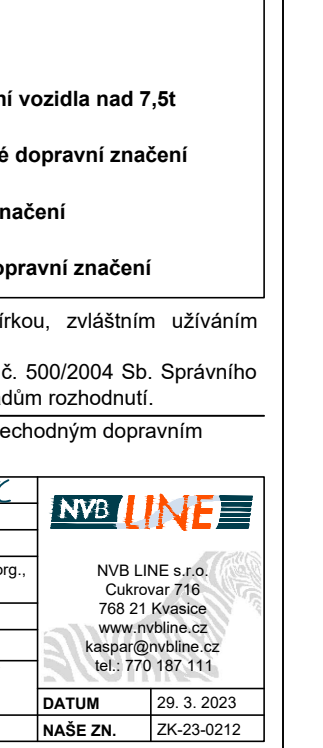 ní vozidla nad 7,5t
é dopravní značení
načení
opravní značení
írkou, zvláštním užíváním
č. 500/2004 Sb. Správního
adům rozhodnutí.
echodným dopravním
NVB LINE
org.,
NVB LINE s.r.o.
Cukrovar 716
768 21 Kvasice
www.nvbline.cz
kaspar@nvbline.cz
tel.: 770 187 111
DATUM 29. 3. 2023
NAŠE ZN. ZK-23-0212